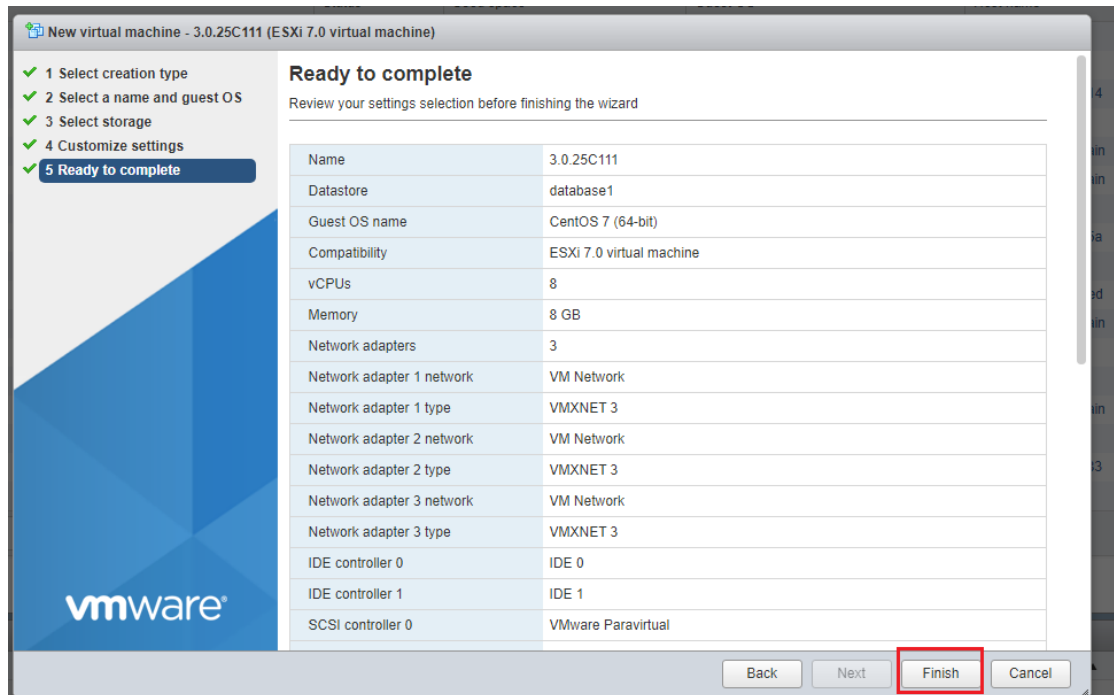 New virtual machine - 3.0.25C111 (ESXi 7.0 virtual machine)
1 Select creation type
2 Select a name and guest OS
3 Select storage
4 Customize settings
5 Ready to complete
Ready to complete
Review your settings selection before finishing the wizard
Name 3.0.25C111
Datastore database1
Guest OS name CentOS 7 (64-bit)
Compatibility ESXi 7.0 virtual machine
vCPUs 8
Memory 8 GB
Network adapters 3
Network adapter 1 network VM Network
Network adapter 1 type VMXNET 3
Network adapter 2 network VM Network
Network adapter 2 type VMXNET 3
Network adapter 3 network VM Network
Network adapter 3 type VMXNET 3
IDE controller 0 IDE 0
IDE controller 1 IDE 1
SCSI controller 0 VMware Paravirtual
vmware®
Back Next Finish Cancel